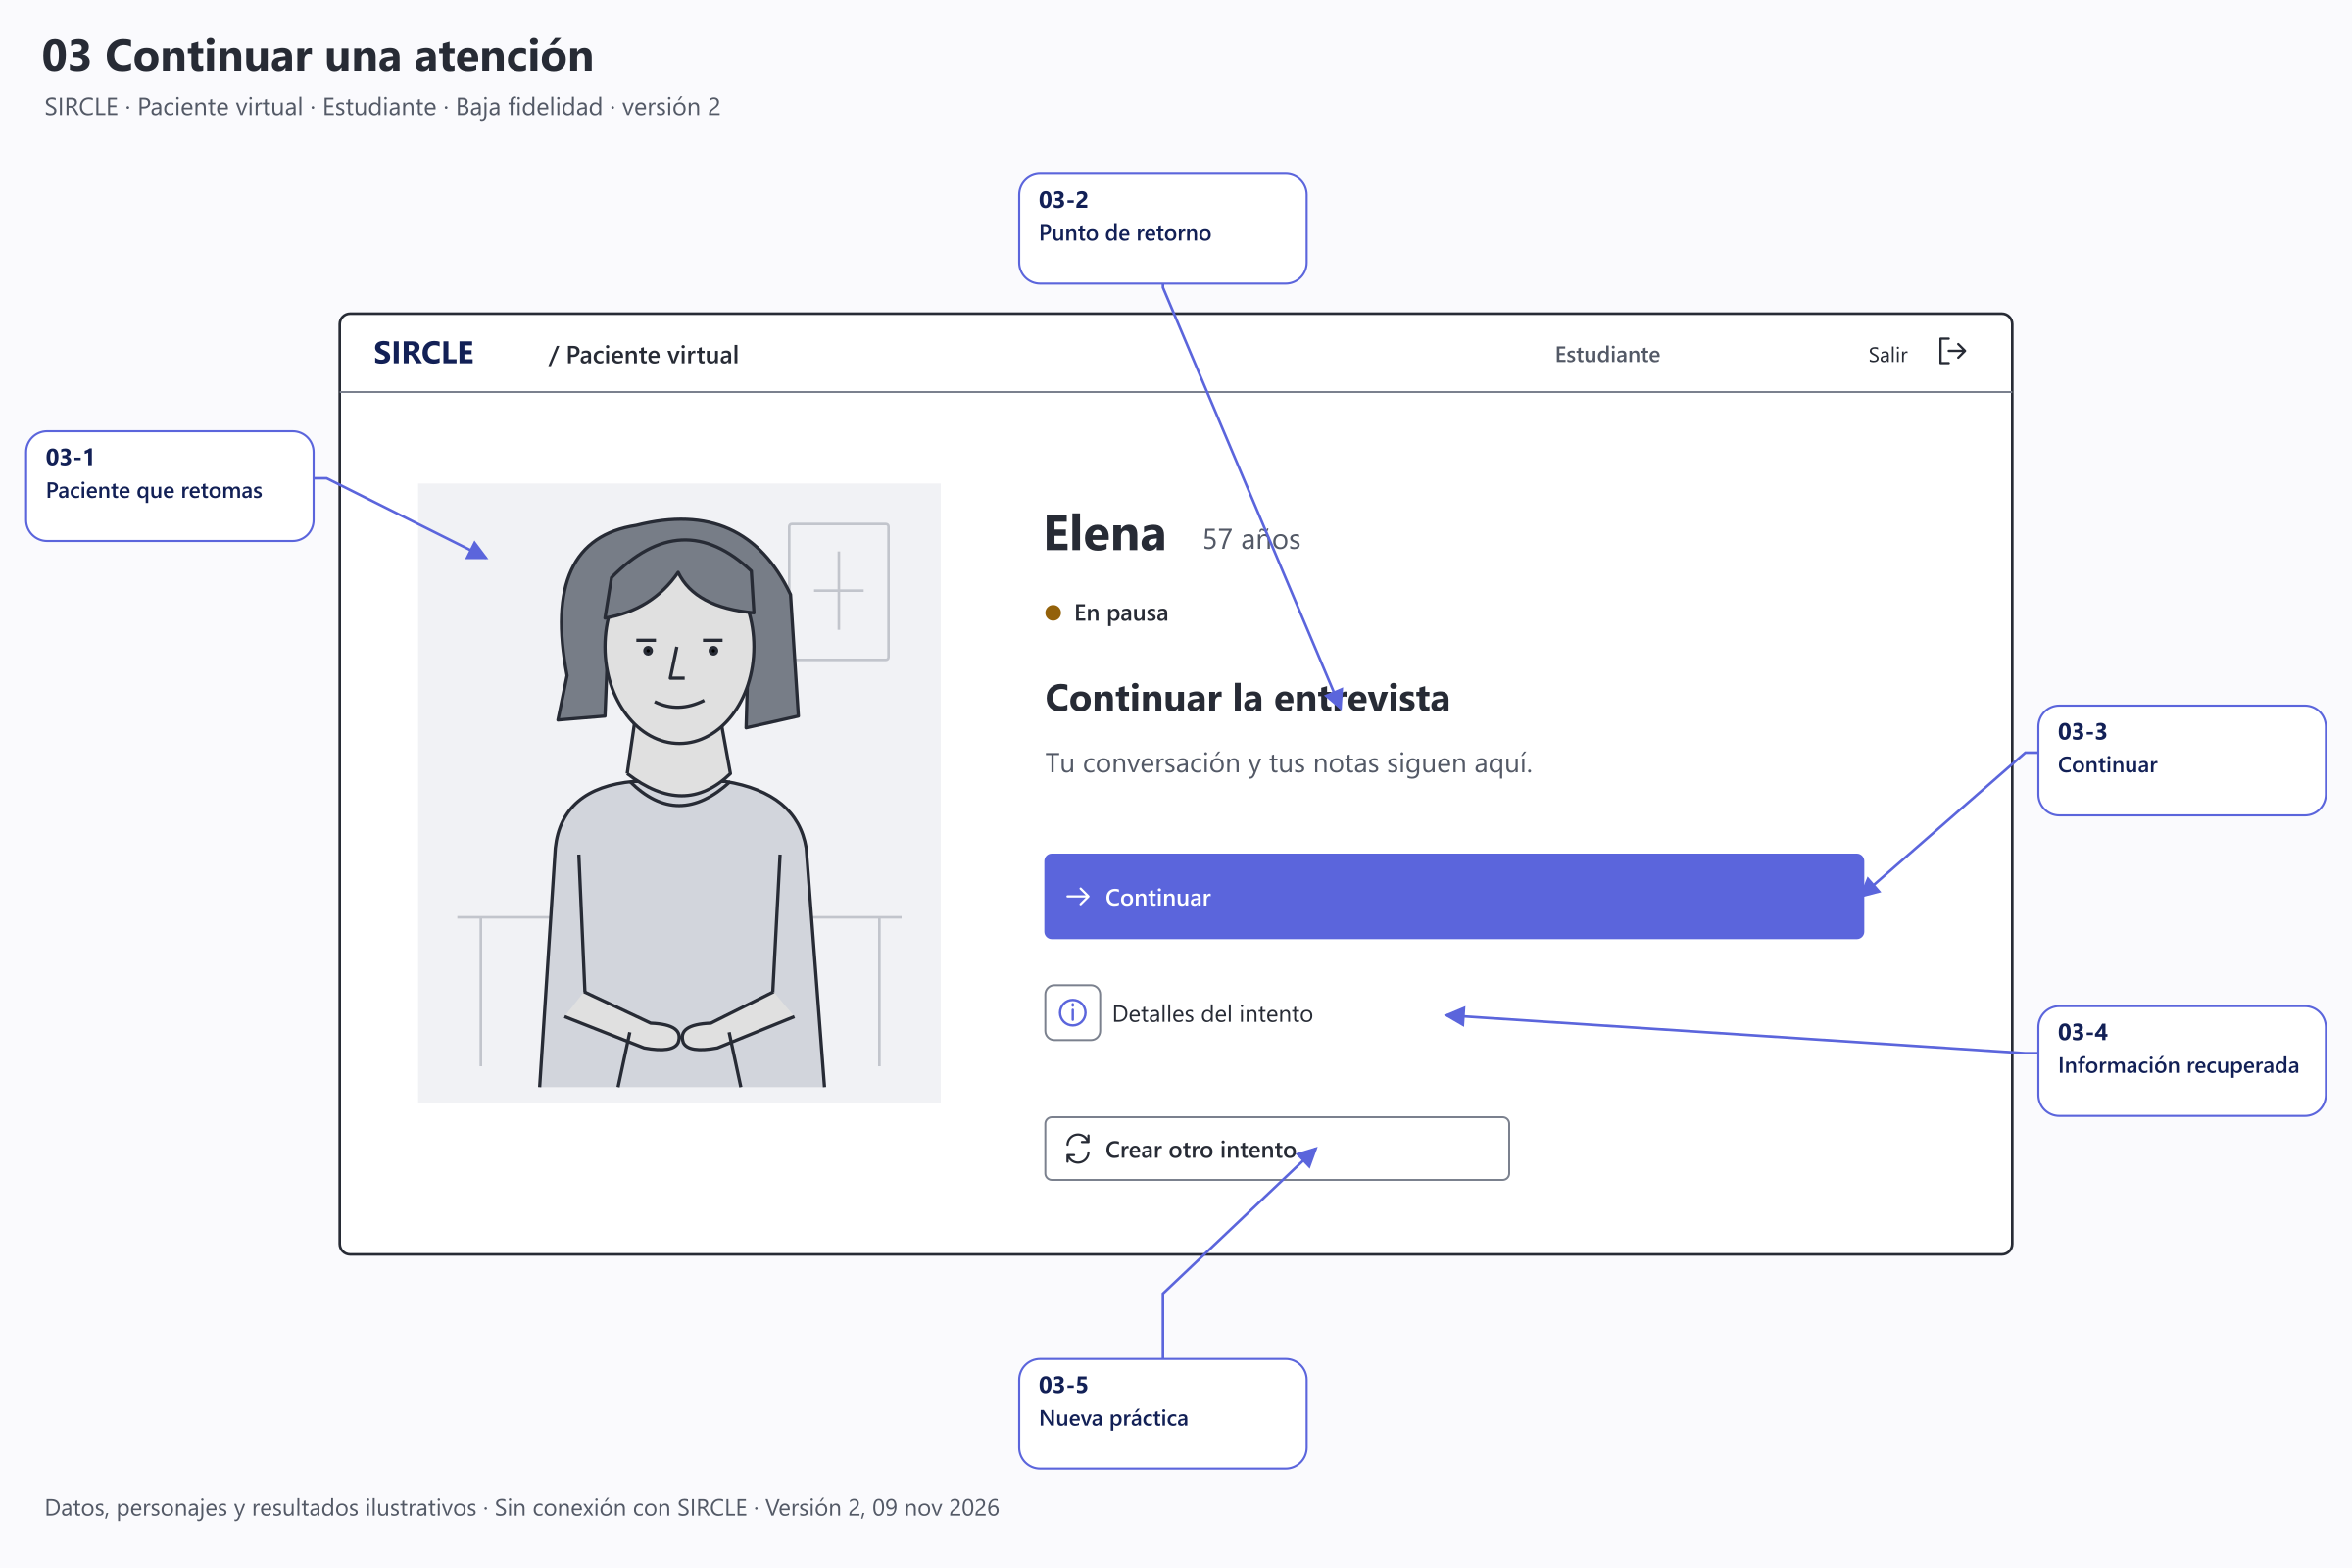 03 Continuar una atención
SIRCLE · Paciente virtual · Estudiante · Baja fidelidad · versión 2
03-2
Punto de retorno
SIRCLE / Paciente virtual Estudiante Salir
03-1
Paciente que retomas
Elena 57 años
En pausa
Continuar la entrevista
Tu conversación y tus notas siguen aquí.
03-3
Continuar
Continuar
Detalles del intento
03-4
Información recuperada
Crear otro intento
03-5
Nueva práctica
Datos, personajes y resultados ilustrativos · Sin conexión con SIRCLE · Versión 2, 09 nov 2026